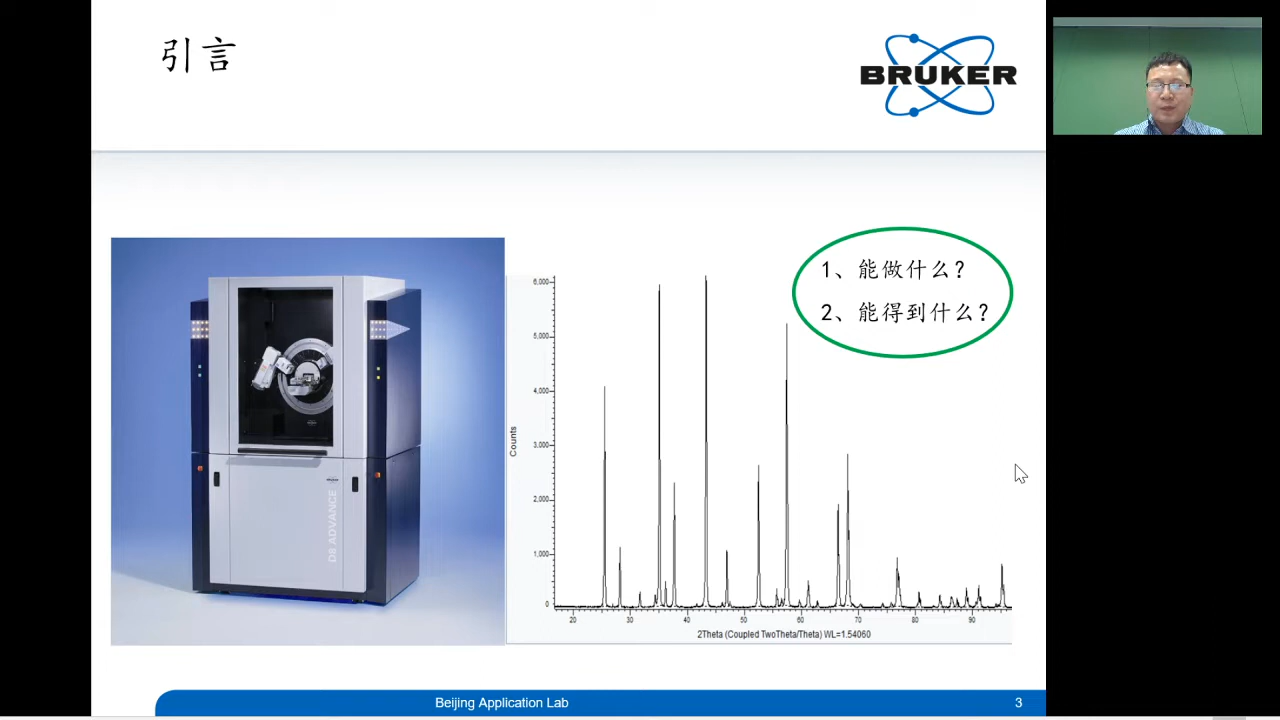 引言
BRUKER
1、能做什么?
2、能得到什么?
D8 ADVANCE
Counts
6,000
5,000
4,000
3,000
2,000
1,000
0
20 30 40 50 60 70 80 90
2Theta (Coupled TwoTheta/Theta) WL=1.54060
Beijing Application Lab
3